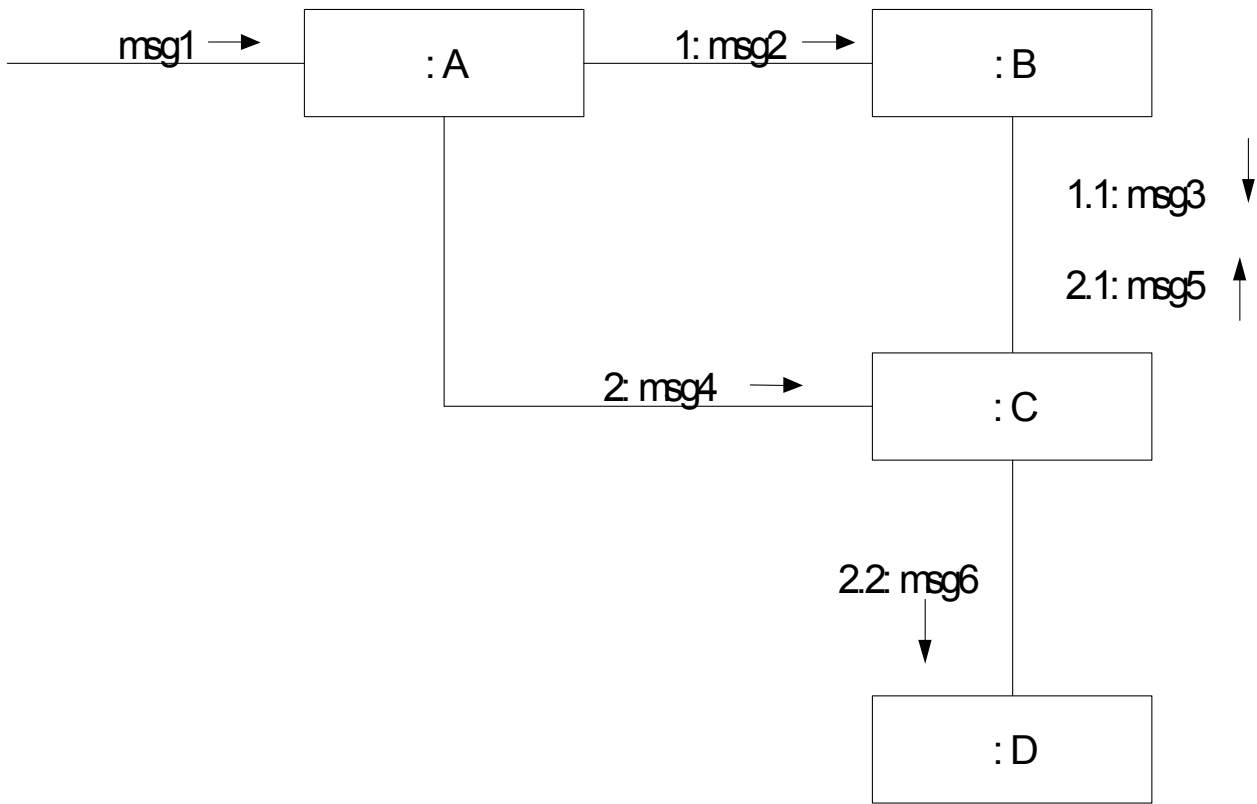 msg1
: A
1: msg2
: B
1.1: msg3
2.1: msg5
2: msg4
: C
2.2: msg6
: D